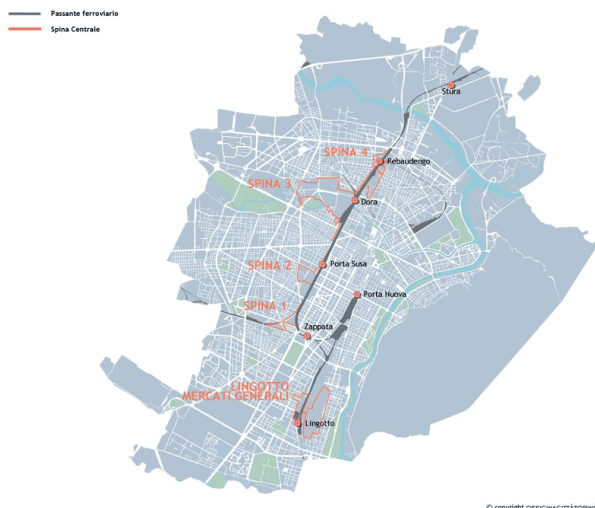 Passante ferroviario
Spina Centrale
Stura
SPINA 4
Rebaudengo
SPINA 3
Dora
SPINA 2
Porta Susa
Porta Nuova
SPINA 1
Zappata
LINGOTTO
MERCATI GENERALI
Lingotto
© copyright